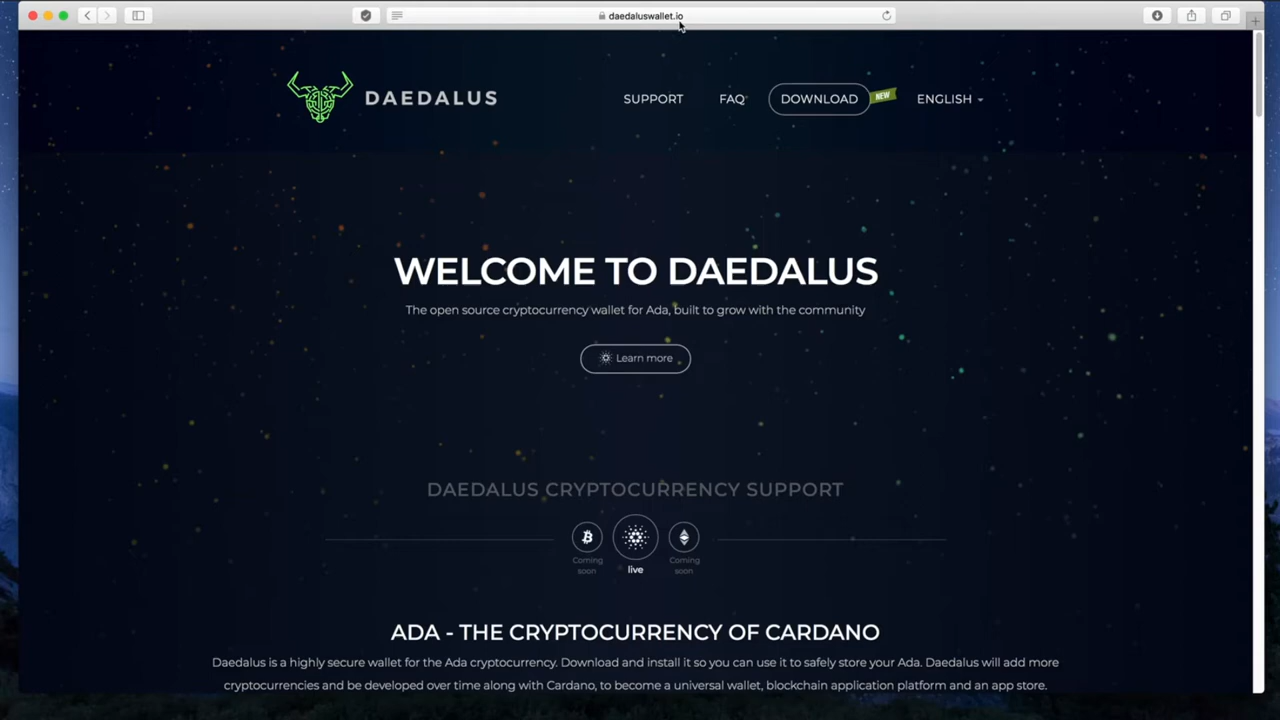 daedaluswallet.io
DAEDALUS
SUPPORT
FAQ
DOWNLOAD
NEW
ENGLISH
WELCOME TO DAEDALUS
The open source cryptocurrency wallet for Ada, built to grow with the community
Learn more
DAEDALUS CRYPTOCURRENCY SUPPORT
Coming
soon
live
Coming
soon
ADA - THE CRYPTOCURRENCY OF CARDANO
Daedalus is a highly secure wallet for the Ada cryptocurrency. Download and install it so you can use it to safely store your Ada. Daedalus will add more
cryptocurrencies and be developed over time along with Cardano, to become a universal wallet, blockchain application platform and an app store.